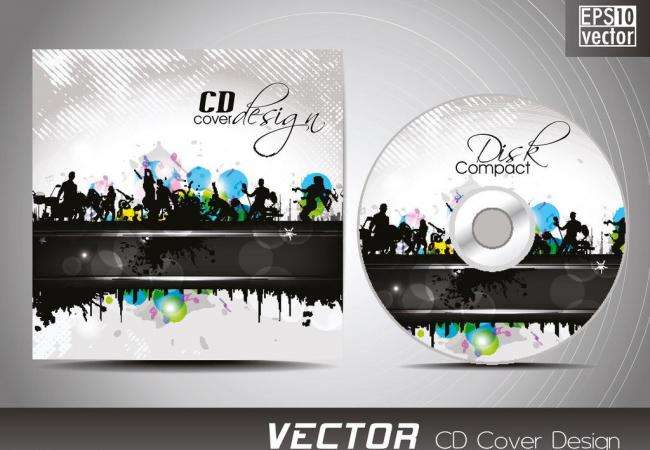 EPS10
vector
CD
cover design
Disk
Compact
VECTOR CD Cover Design